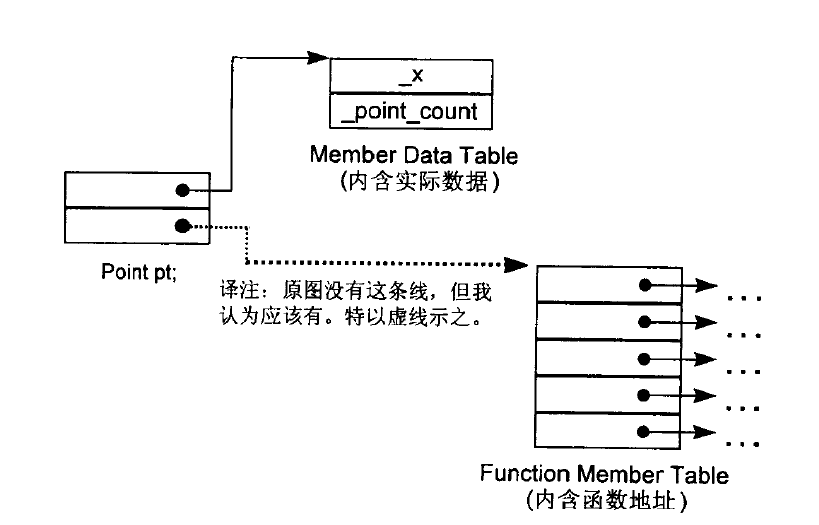 _x
_point_count
Member Data Table
(内含实际数据)
Point pt;
译注：原图没有这条线，但我
认为应该有。特以虚线示之。
...
...
...
...
...
Function Member Table
(内含函数地址)